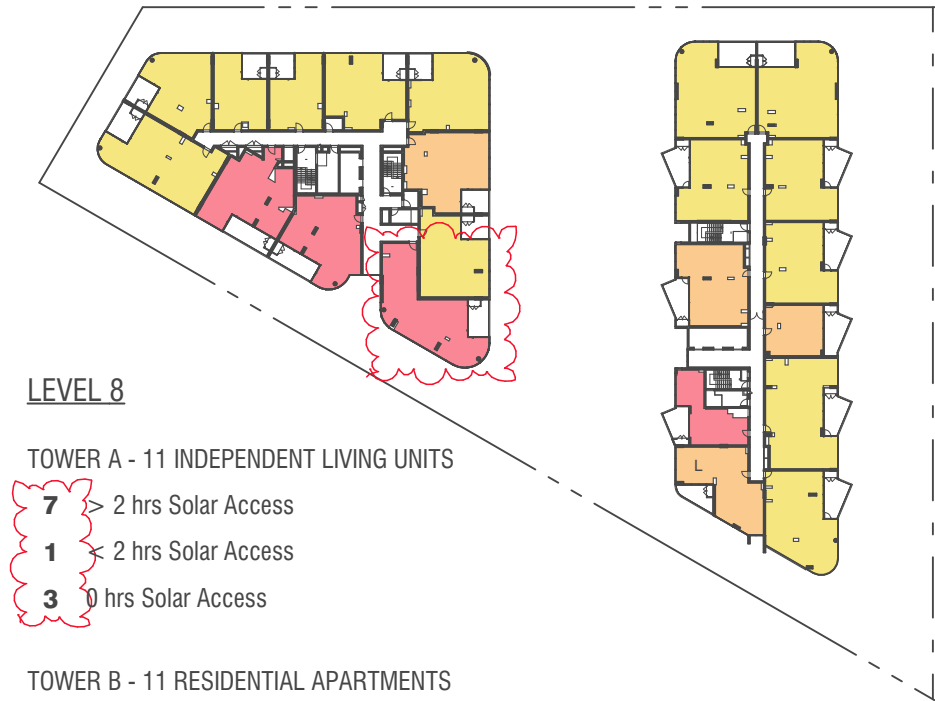 L
LEVEL 8
TOWER A - 11 INDEPENDENT LIVING UNITS
7 > 2 hrs Solar Access
1 < 2 hrs Solar Access
3 0 hrs Solar Access
TOWER B - 11 RESIDENTIAL APARTMENTS